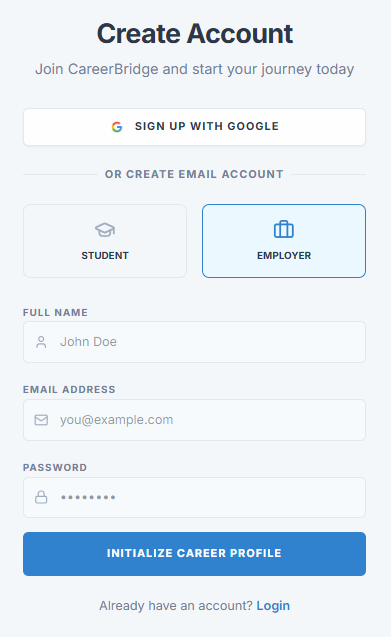 Create Account
Join CareerBridge and start your journey today
SIGN UP WITH GOOGLE
OR CREATE EMAIL ACCOUNT
STUDENT
EMPLOYER
FULL NAME
John Doe
EMAIL ADDRESS
you@example.com
PASSWORD
••••••••
INITIALIZE CAREER PROFILE
Already have an account? Login